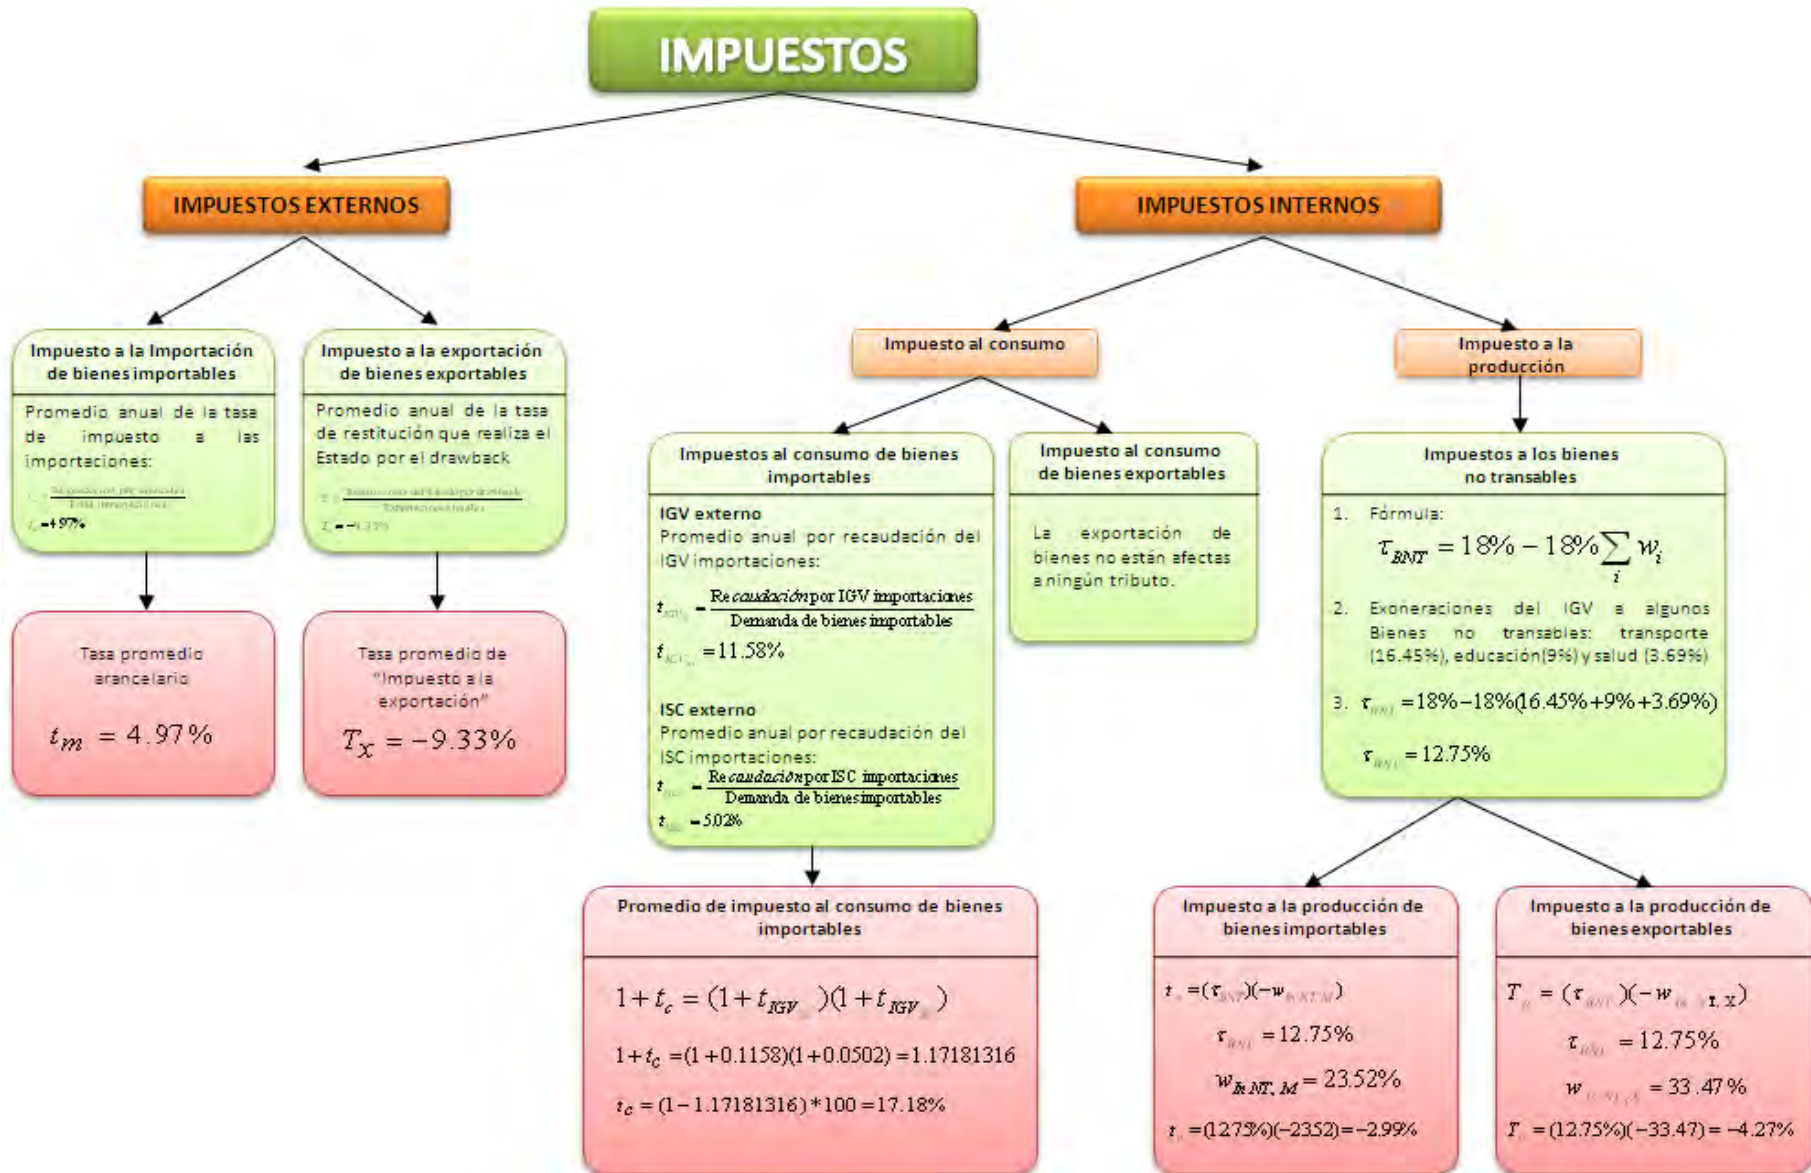 IMPUESTOS
IMPUESTOS EXTERNOS
IMPUESTOS INTERNOS
Impuesto a la Importación
de bienes importables
Promedio anual de la tasa
de impuesto a las
importaciones:
=4.97%
Impuesto a la exportación
de bienes exportables
Promedio anual de la tasa
de restitución que realiza el
Estado por el drawback
Tasa promedio
arancelario
t_m = 4.97%
Tasa promedio de
"Impuesto a la
exportación"
T_X = -9.33%
Impuesto al consumo
Impuesto a la
producción
Impuestos al consumo de bienes
importables
IGV externo
Promedio anual por recaudación del
IGV importaciones:
Recaudación por IGV importaciones
Demanda de bienes importables
= 11.58%
ISC externo
Promedio anual por recaudación del
ISC importaciones:
Recaudación por ISC importaciones
Demanda de bienes importables
= 5.02%
Impuesto al consumo
de bienes exportables
La exportación de
bienes no están afectas
a ningún tributo.
Impuestos a los bienes
no transables
1. Fórmula:
τ_BNT = 18% − 18% ∑_i w_i
2. Exoneraciones del IGV a algunos
Bienes no transables: transporte
(16.45%), educación(9%) y salud (3.69%)
3. τ_BNT =18%−18%(16.45%+9%+3.69%)
τ_BNT = 12.75%
Promedio de impuesto al consumo de bienes
importables
1 + t_c = (1 + t_IGV)(1 + t_IGV)
1 + t_c = (1 + 0.1158)(1 + 0.0502) = 1.17181316
t_c = (1 − 1.17181316) * 100 = 17.18%
Impuesto a la producción de
bienes importables
t =(τ_BNT)(−w)
τ_BNT = 12.75%
w_InNT, M = 23.52%
t =(12.75%)(−23.52)= −2.99%
Impuesto a la producción de
bienes exportables
T = (τ_BNT)(−w)
τ_BNT = 12.75%
w = 33.47%
T = (12.75%)(−33.47) = −4.27%